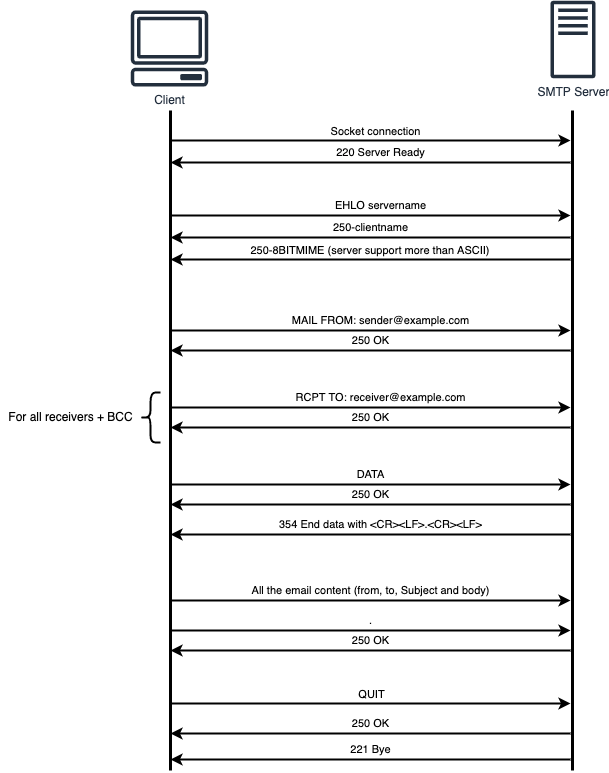 Client
SMTP Server
Socket connection
220 Server Ready
EHLO servername
250-clientname
250-8BITMIME (server support more than ASCII)
MAIL FROM: sender@example.com
250 OK
For all receivers + BCC
RCPT TO: receiver@example.com
250 OK
DATA
250 OK
354 End data with <CR><LF>.<CR><LF>
All the email content (from, to, Subject and body)
.
250 OK
QUIT
250 OK
221 Bye